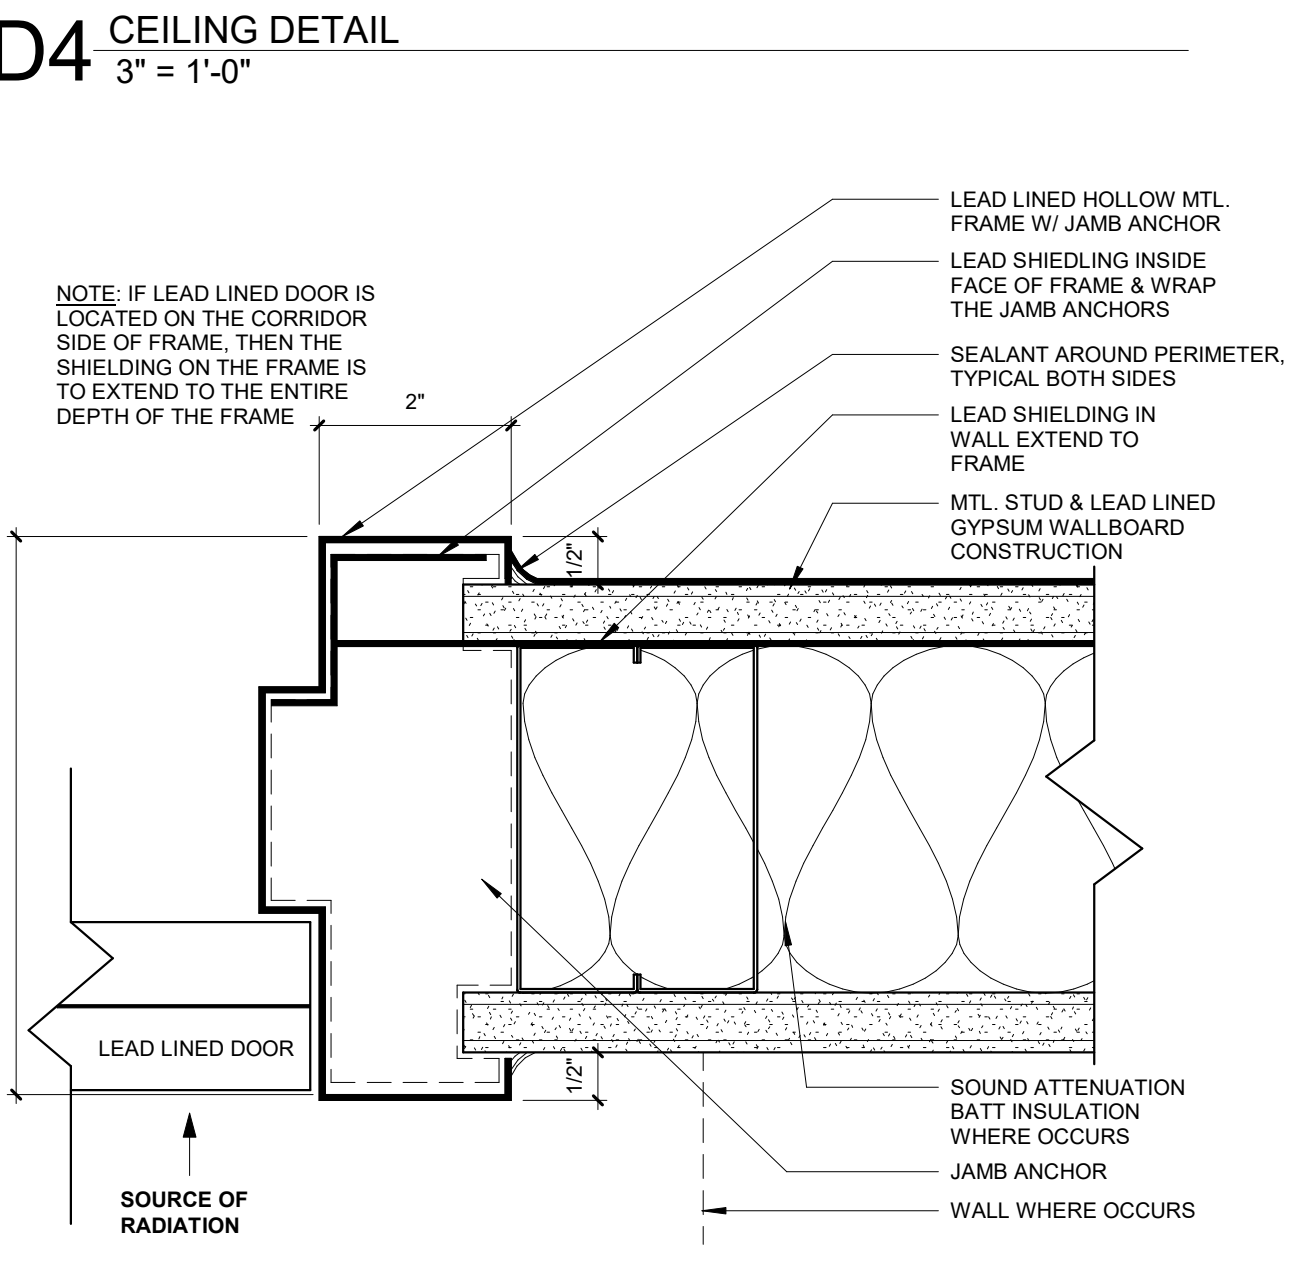 D4 CEILING DETAIL
3" = 1'-0"
LEAD LINED HOLLOW MTL.
FRAME W/ JAMB ANCHOR
LEAD SHIEDLING INSIDE
FACE OF FRAME & WRAP
THE JAMB ANCHORS
NOTE: IF LEAD LINED DOOR IS
LOCATED ON THE CORRIDOR
SIDE OF FRAME, THEN THE
SHIELDING ON THE FRAME IS
TO EXTEND TO THE ENTIRE
DEPTH OF THE FRAME
2"
SEALANT AROUND PERIMETER,
TYPICAL BOTH SIDES
LEAD SHIELDING IN
WALL EXTEND TO
FRAME
MTL. STUD & LEAD LINED
GYPSUM WALLBOARD
CONSTRUCTION
1/2"
LEAD LINED DOOR
1/2"
SOURCE OF
RADIATION
SOUND ATTENUATION
BATT INSULATION
WHERE OCCURS
JAMB ANCHOR
WALL WHERE OCCURS